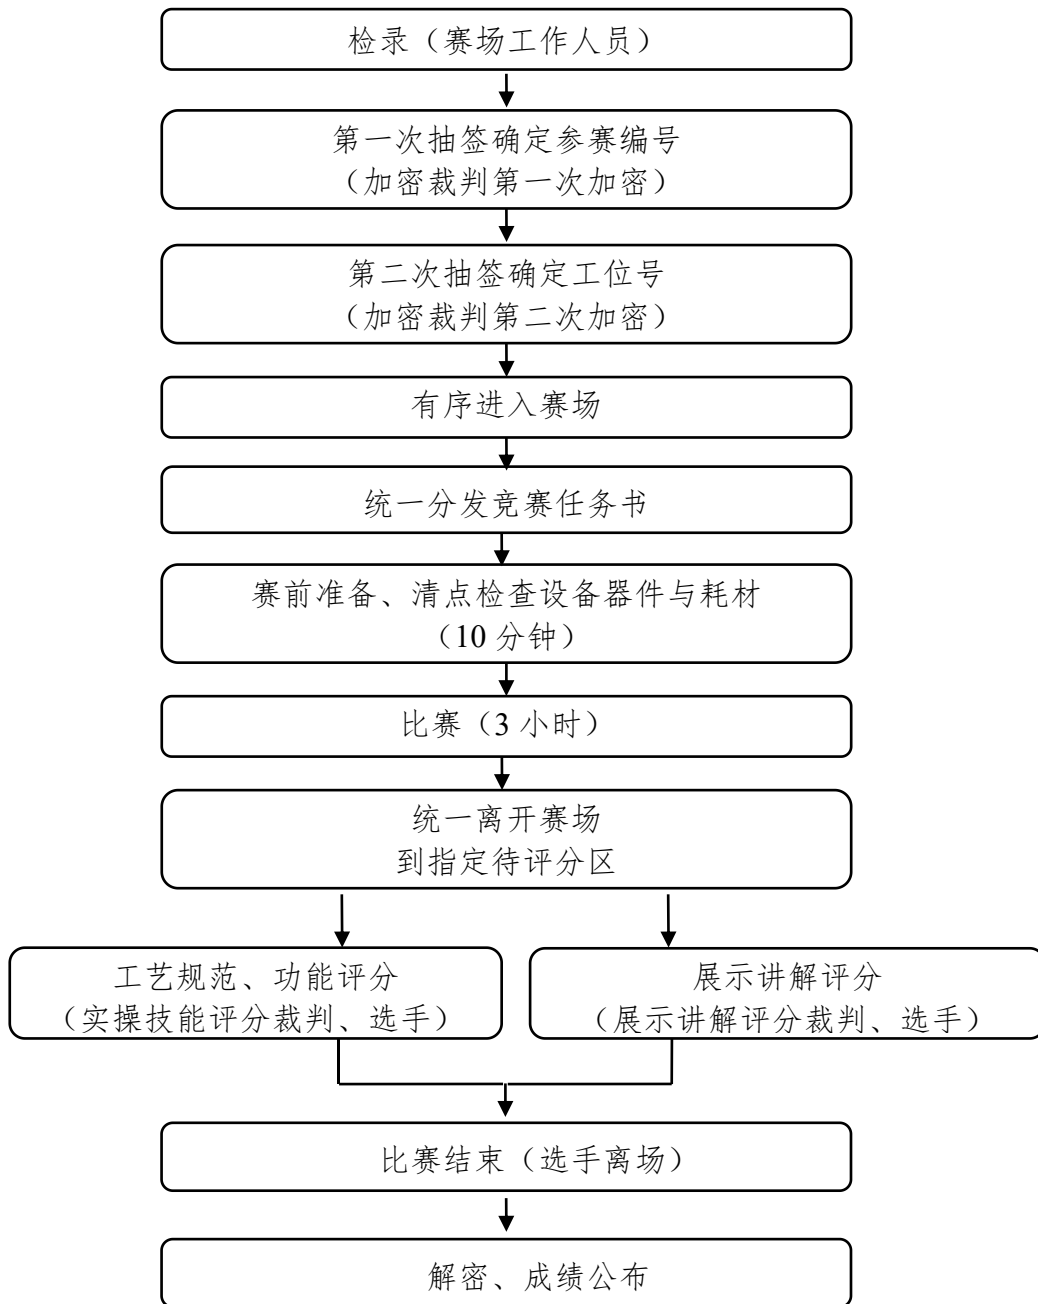 检录（赛场工作人员）
第一次抽签确定参赛编号
（加密裁判第一次加密）
第二次抽签确定工位号
（加密裁判第二次加密）
有序进入赛场
统一分发竞赛任务书
赛前准备、清点检查设备器件与耗材
（10 分钟）
比赛（3 小时）
统一离开赛场
到指定待评分区
工艺规范、功能评分
（实操技能评分裁判、选手）
展示讲解评分
（展示讲解评分裁判、选手）
比赛结束（选手离场）
解密、成绩公布